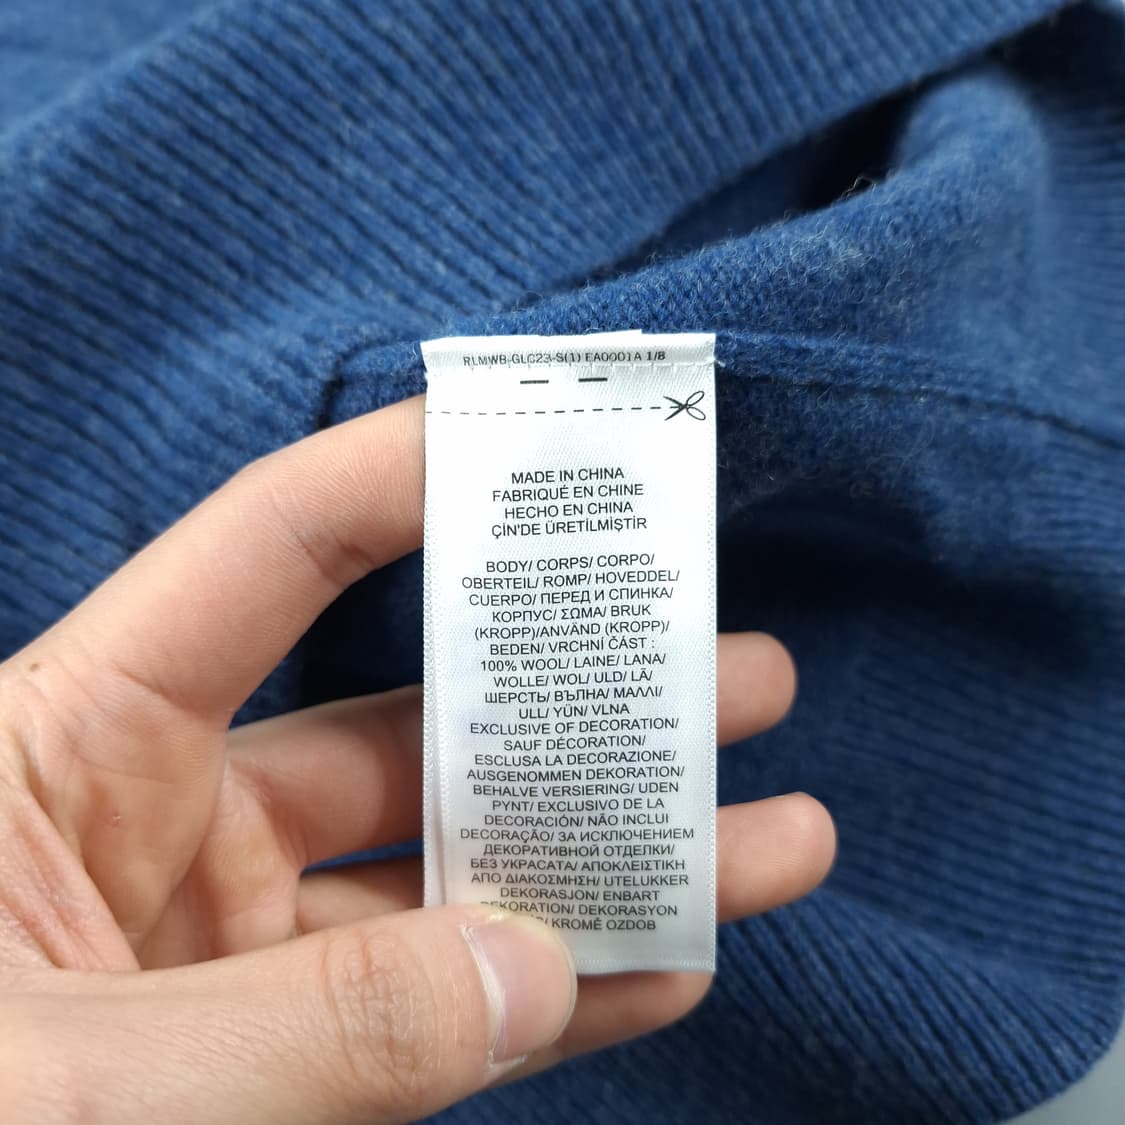 RLMWB-GLC23-S(1) EA0001A 1/8
MADE IN CHINA
FABRIQUÉ EN CHINE
HECHO EN CHINA
ÇİN'DE ÜRETİLMİŞTİR
BODY/ CORPS/ CORPO/
OBERTEIL/ ROMP/ HOVEDDEL/
CUERPO/ ПЕРЕД И СПИНКА/
КОРПУС/ ΣΩΜΑ/ BRUK
(KROPP)/ANVÄND (KROPP)/
BEDEN/ VRCHNÍ ČÁST :
100% WOOL/ LAINE/ LANA/
WOLLE/ WOL/ ULD/ LÃ/
ШЕРСТЬ/ ВЪЛНА/ ΜΑΛΛΙ/
ULL/ YÜN/ VLNA
EXCLUSIVE OF DECORATION/
SAUF DÉCORATION/
ESCLUSA LA DECORAZIONE/
AUSGENOMMEN DEKORATION/
BEHALVE VERSIERING/ UDEN
PYNT/ EXCLUSIVO DE LA
DECORACIÓN/ NÃO INCLUI
DECORAÇÃO/ ЗА ИСКЛЮЧЕНИЕМ
ДЕКОРАТИВНОЙ ОТДЕЛКИ/
БЕЗ УКРАСАТА/ ΑΠΟΚΛΕΙΣΤΙΚΗ
ΑΠΟ ΔΙΑΚΟΣΜΗΣΗ/ UTELUKKER
DEKORASJON/ ENBART
DEKORATION/ DEKORASYON
KROMĚ OZDOB